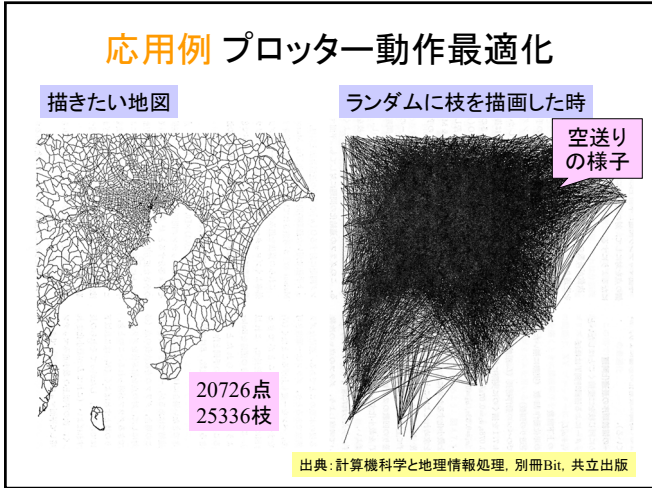 応用例 プロッター動作最適化
描きたい地図
ランダムに枝を描画した時
空送り
の様子
20726点
25336枝
出典:計算機科学と地理情報処理, 別冊Bit, 共立出版